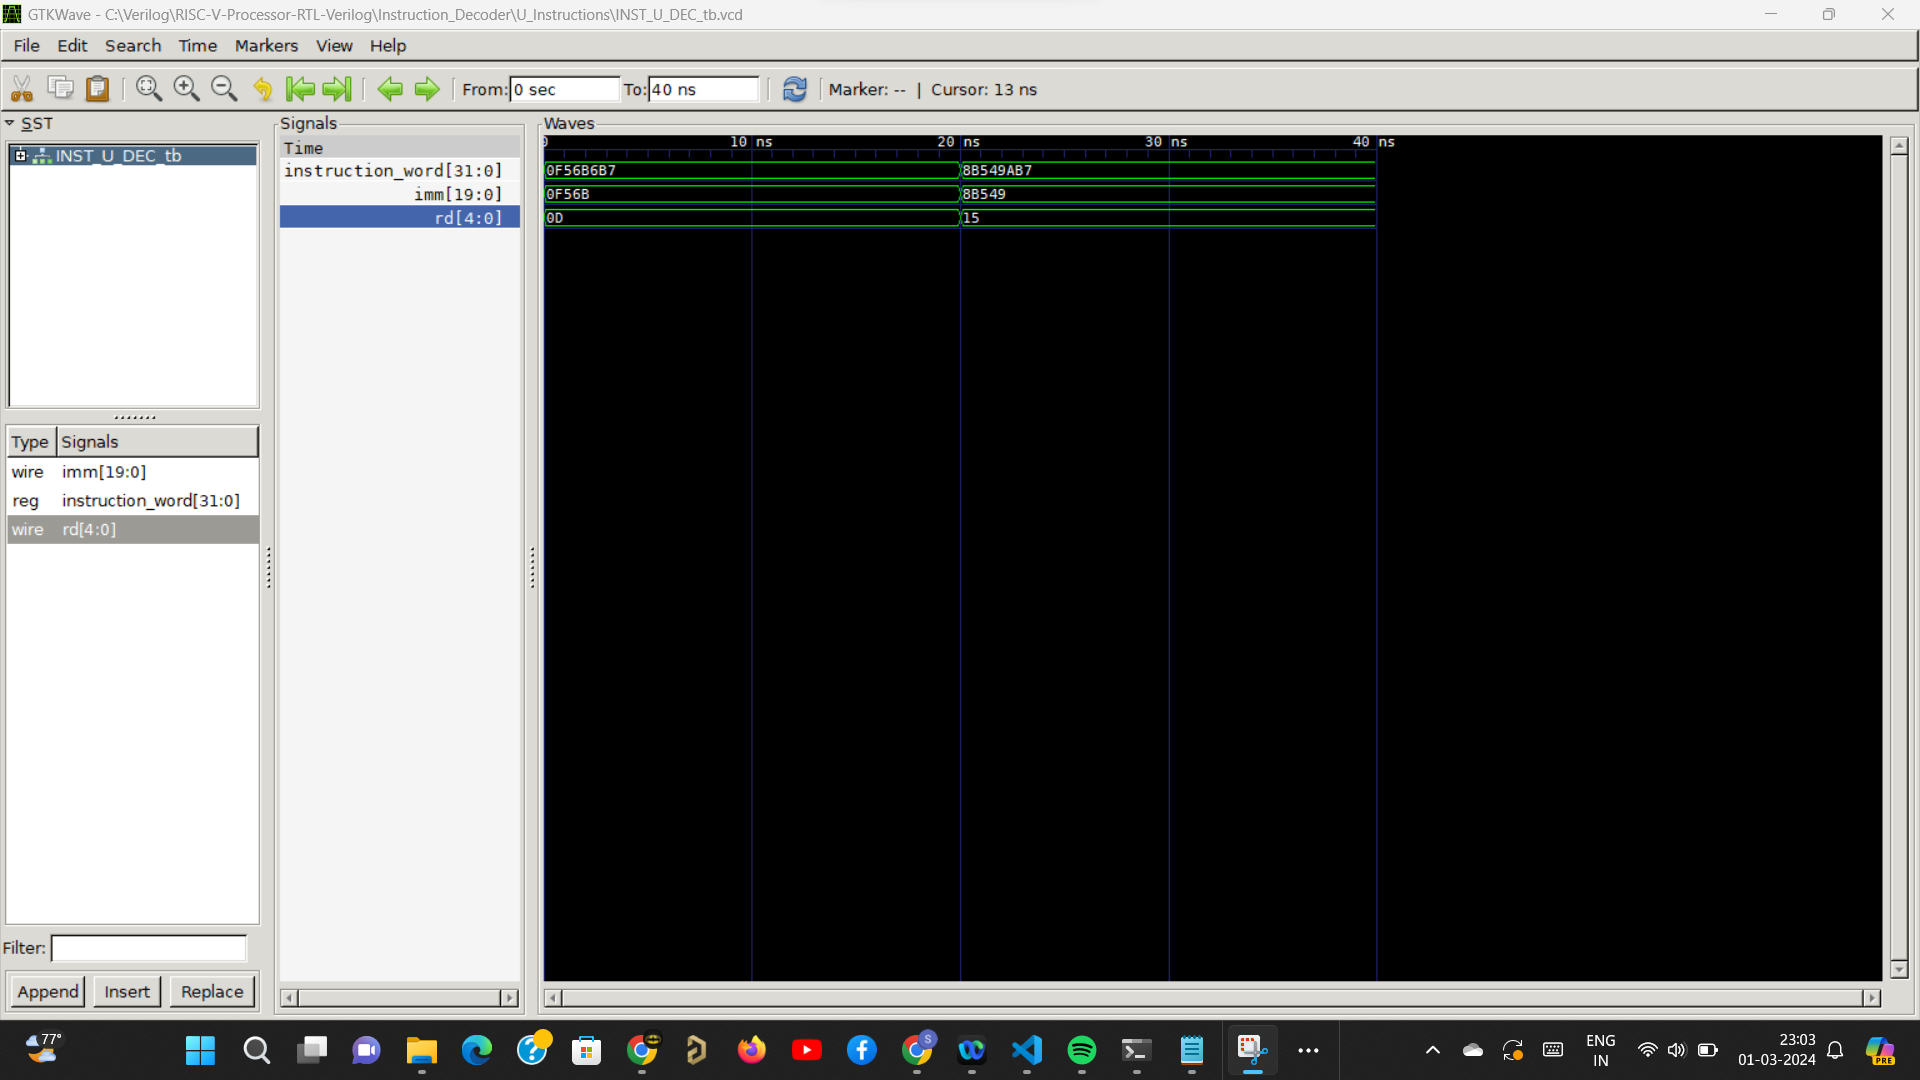 GTKWave - C:\Verilog\RISC-V-Processor-RTL-Verilog\Instruction_Decoder\U_Instructions\INST_U_DEC_tb.vcd
File Edit Search Time Markers View Help
From: 0 sec To: 40 ns Marker: -- | Cursor: 13 ns
SST
INST_U_DEC_tb
Type Signals
wire imm[19:0]
reg instruction_word[31:0]
wire rd[4:0]
Filter:
Append Insert Replace
Signals
Time
instruction_word[31:0]
imm[19:0]
rd[4:0]
Waves
0 10 ns 20 ns 30 ns 40 ns
0F56B6B7 8B549AB7
0F56B 8B549
0D 15
77°
S
ENG
IN
23:03
01-03-2024
PRE